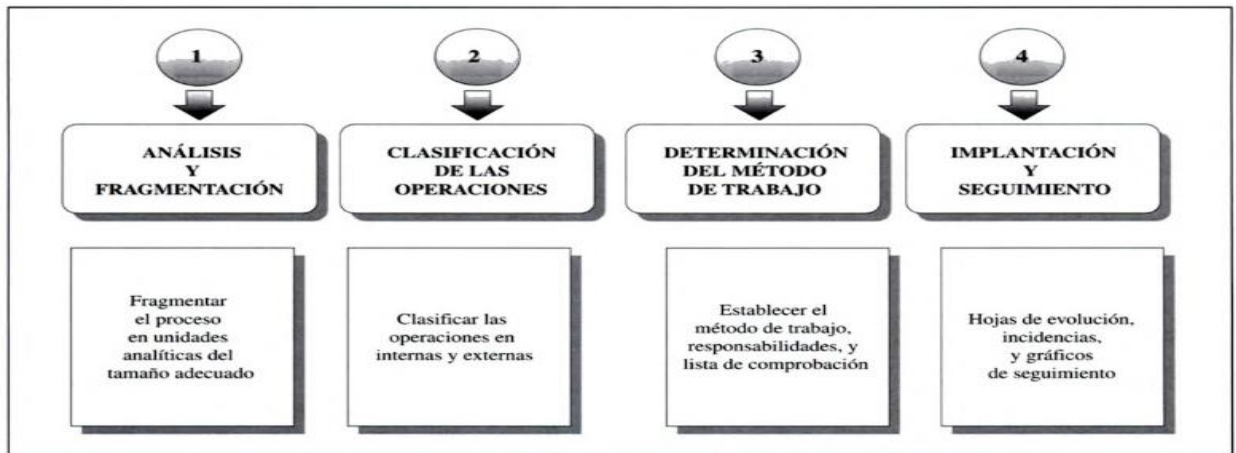 1
ANÁLISIS
Y
FRAGMENTACIÓN
Fragmentar
el proceso
en unidades
analíticas del
tamaño adecuado
2
CLASIFICACIÓN
DE LAS
OPERACIONES
Clasificar las
operaciones en
internas y externas
3
DETERMINACIÓN
DEL MÉTODO
DE TRABAJO
Establecer el
método de trabajo,
responsabilidades, y
lista de comprobación
4
IMPLANTACIÓN
Y
SEGUIMIENTO
Hojas de evolución,
incidencias,
y gráficos
de seguimiento